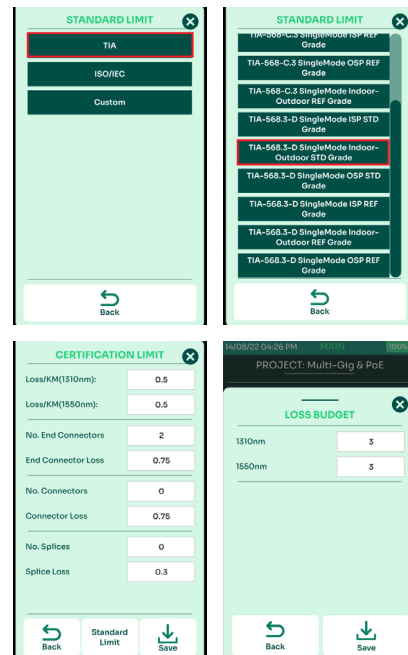 STANDARD LIMIT
TIA
ISO/IEC
Custom
Back
STANDARD LIMIT
TIA-568-C.3 SingleMode ISP REF
Grade
TIA-568-C.3 SingleMode OSP REF
Grade
TIA-568-C.3 SingleMode Indoor-
Outdoor REF Grade
TIA-568.3-D SingleMode ISP STD
Grade
TIA-568.3-D SingleMode Indoor-
Outdoor STD Grade
TIA-568.3-D SingleMode OSP STD
Grade
TIA-568.3-D SingleMode ISP REF
Grade
TIA-568.3-D SingleMode Indoor-
Outdoor REF Grade
TIA-568.3-D SingleMode OSP REF
Grade
Back
CERTIFICATION LIMIT
Loss/KM(1310nm): 0.5
Loss/KM(1550nm): 0.5
No. End Connectors 2
End Connector Loss 0.75
No. Connectors 0
Connector Loss 0.75
No. Splices 0
Splice Loss 0.3
Back
Standard
Limit
Save
14/08/22 04:26 PM MAIN 100%
PROJECT: Multi-Gig & PoE
LOSS BUDGET
1310nm 3
1550nm 3
Back
Save